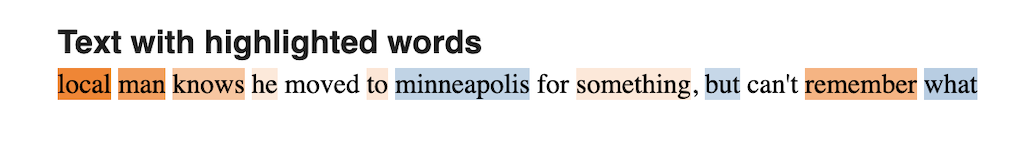 Text with highlighted words
local man knows he moved to minneapolis for something, but can't remember what